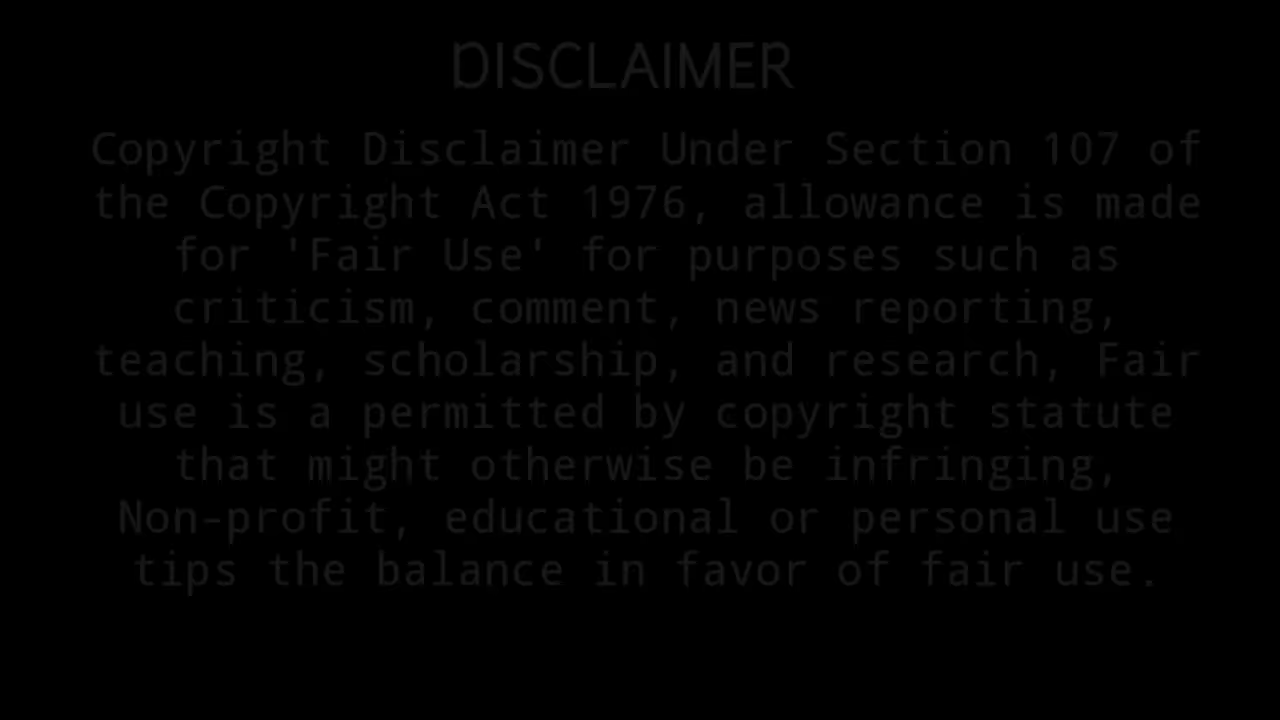 DISCLAIMER
Copyright Disclaimer Under Section 107 of
the Copyright Act 1976, allowance is made
for 'Fair Use' for purposes such as
criticism, comment, news reporting,
teaching, scholarship, and research, Fair
use is a permitted by copyright statute
that might otherwise be infringing,
Non-profit, educational or personal use
tips the balance in favor of fair use.